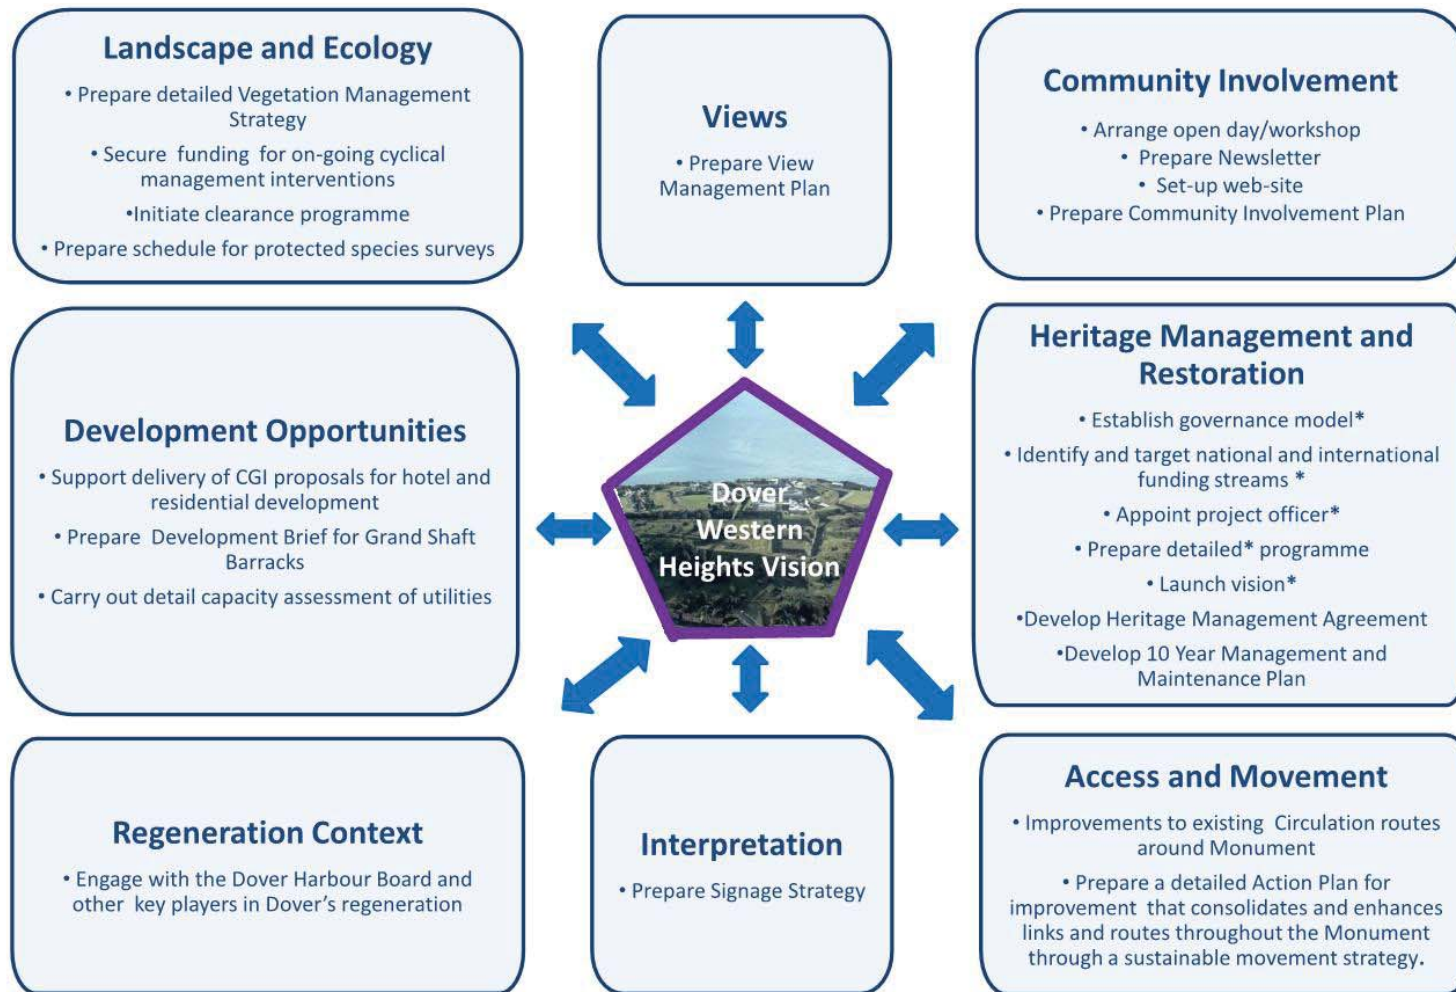 Landscape and Ecology
• Prepare detailed Vegetation Management
Strategy
• Secure funding for on-going cyclical
management interventions
•Initiate clearance programme
• Prepare schedule for protected species surveys
Views
• Prepare View
Management Plan
Community Involvement
• Arrange open day/workshop
• Prepare Newsletter
• Set-up web-site
• Prepare Community Involvement Plan
Development Opportunities
• Support delivery of CGI proposals for hotel and
residential development
• Prepare Development Brief for Grand Shaft
Barracks
• Carry out detail capacity assessment of utilities
Dover
Western
Heights Vision
Heritage Management and
Restoration
• Establish governance model*
• Identify and target national and international
funding streams *
• Appoint project officer*
• Prepare detailed* programme
• Launch vision*
•Develop Heritage Management Agreement
•Develop 10 Year Management and
Maintenance Plan
Regeneration Context
• Engage with the Dover Harbour Board and
other key players in Dover's regeneration
Interpretation
• Prepare Signage Strategy
Access and Movement
• Improvements to existing Circulation routes
around Monument
• Prepare a detailed Action Plan for
improvement that consolidates and enhances
links and routes throughout the Monument
through a sustainable movement strategy.